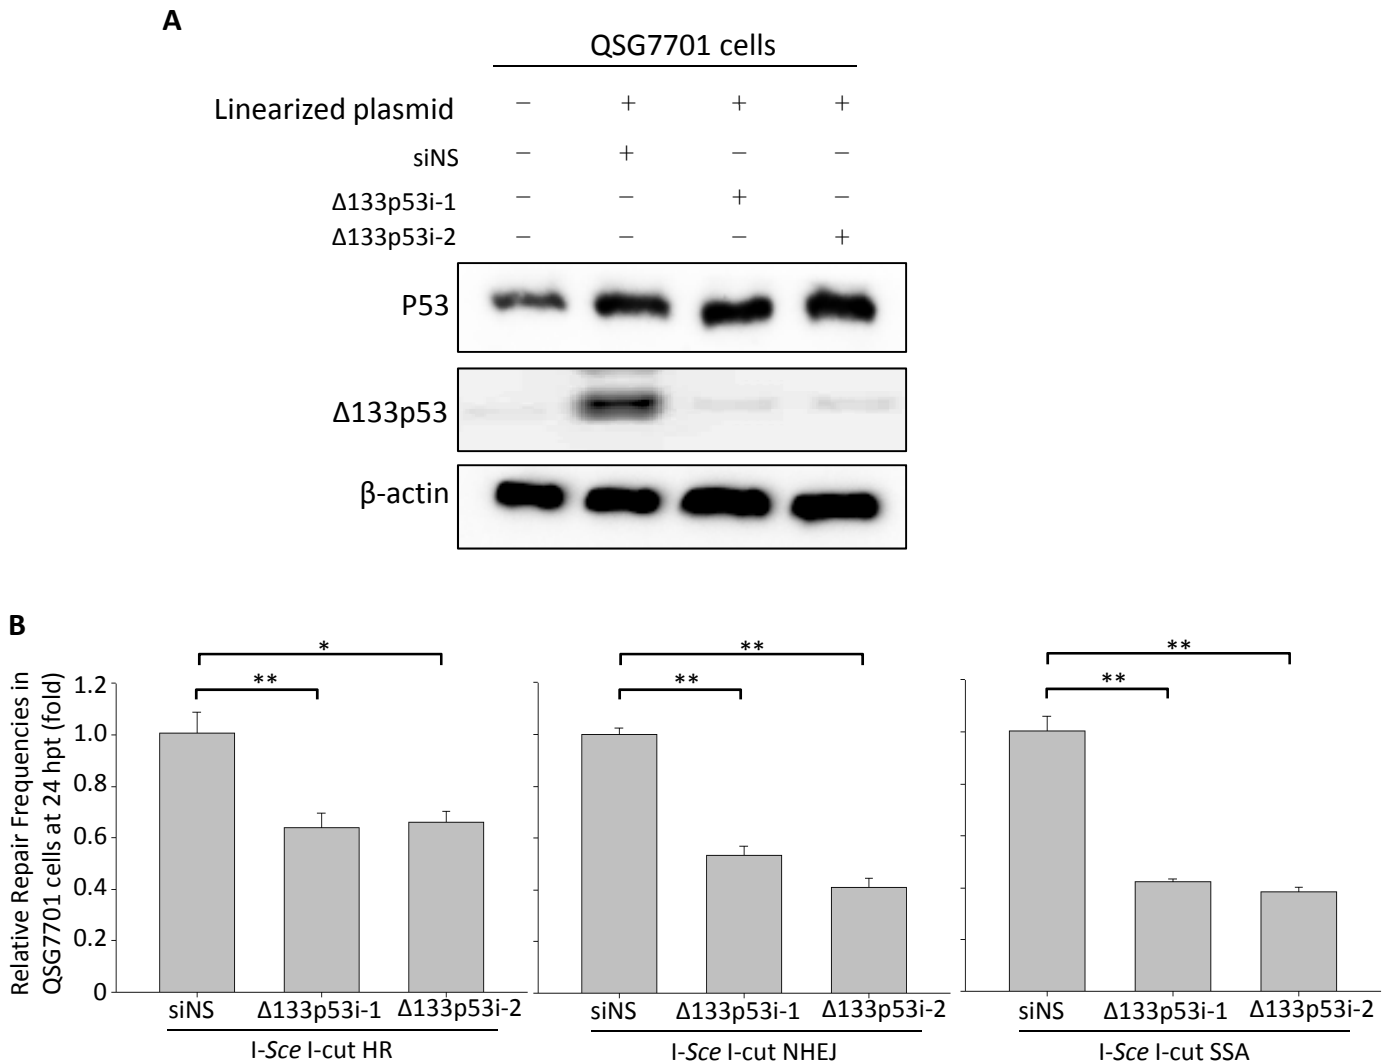 A
QSG7701 cells
Linearized plasmid − + + +
siNS − + − −
Δ133p53i-1 − − + −
Δ133p53i-2 − − − +
P53
Δ133p53
β-actin
B
Relative Repair Frequencies in
QSG7701 cells at 24 hpt (fold)
1.2
1.0
0.8
0.6
0.4
0.2
0
*
**
siNS Δ133p53i-1 Δ133p53i-2
I-Sce I-cut HR
**
**
siNS Δ133p53i-1 Δ133p53i-2
I-Sce I-cut NHEJ
**
**
siNS Δ133p53i-1 Δ133p53i-2
I-Sce I-cut SSA